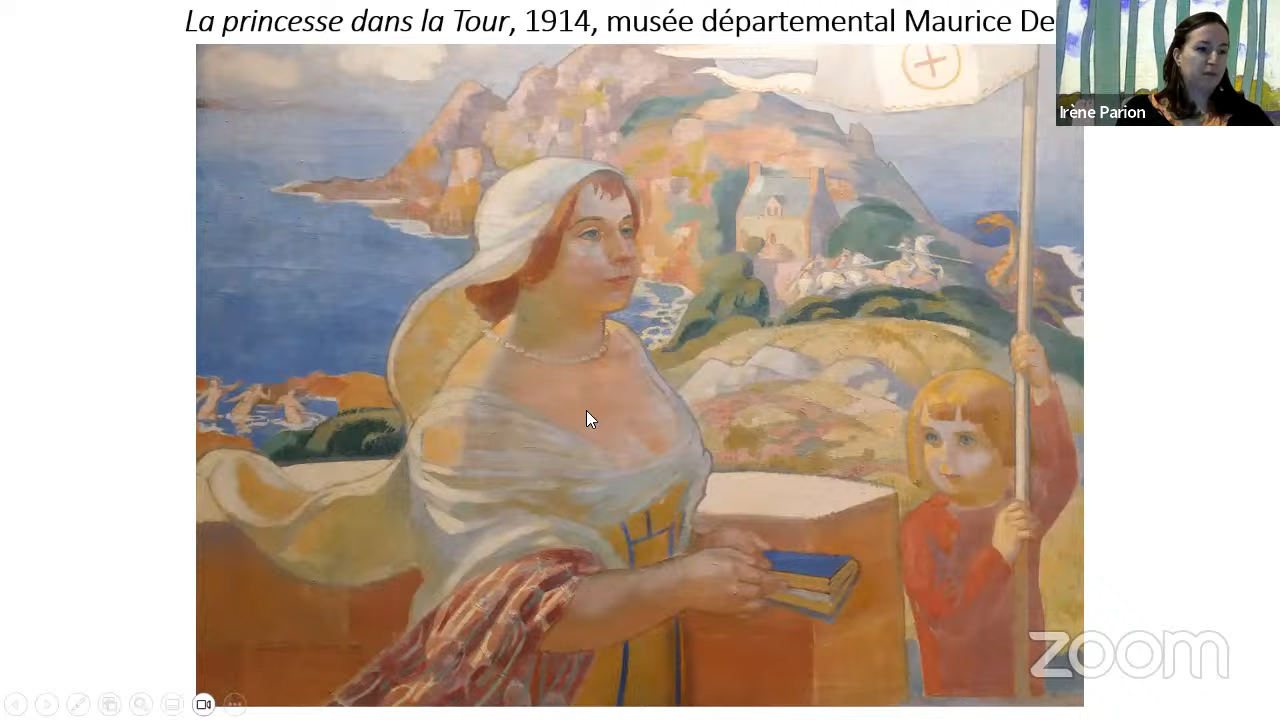 La princesse dans la Tour, 1914, musée départemental Maurice De
Irène Parion
zoom